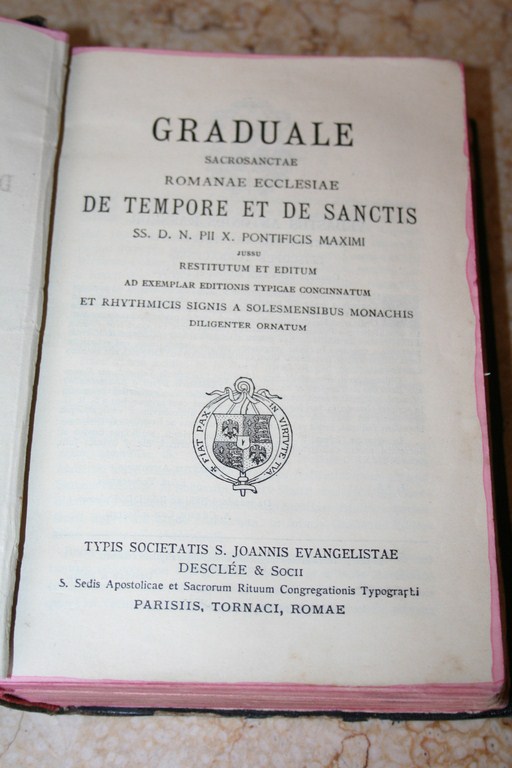 GRADUALE
SACROSANCTAE
ROMANAE ECCLESIAE
DE TEMPORE ET DE SANCTIS
SS. D. N. PII X. PONTIFICIS MAXIMI
JUSSU
RESTITUTUM ET EDITUM
AD EXEMPLAR EDITIONIS TYPICAE CONCINNATUM
ET RHYTHMICIS SIGNIS A SOLESMENSIBUS MONACHIS
DILIGENTER ORNATUM
✠ FIAT PAX IN VIRTVTE TVA
TYPIS SOCIETATIS S. JOANNIS EVANGELISTAE
DESCLÉE & SOCII
S. Sedis Apostolicae et Sacrorum Rituum Congregationis Typographi
PARISIIS, TORNACI, ROMAE